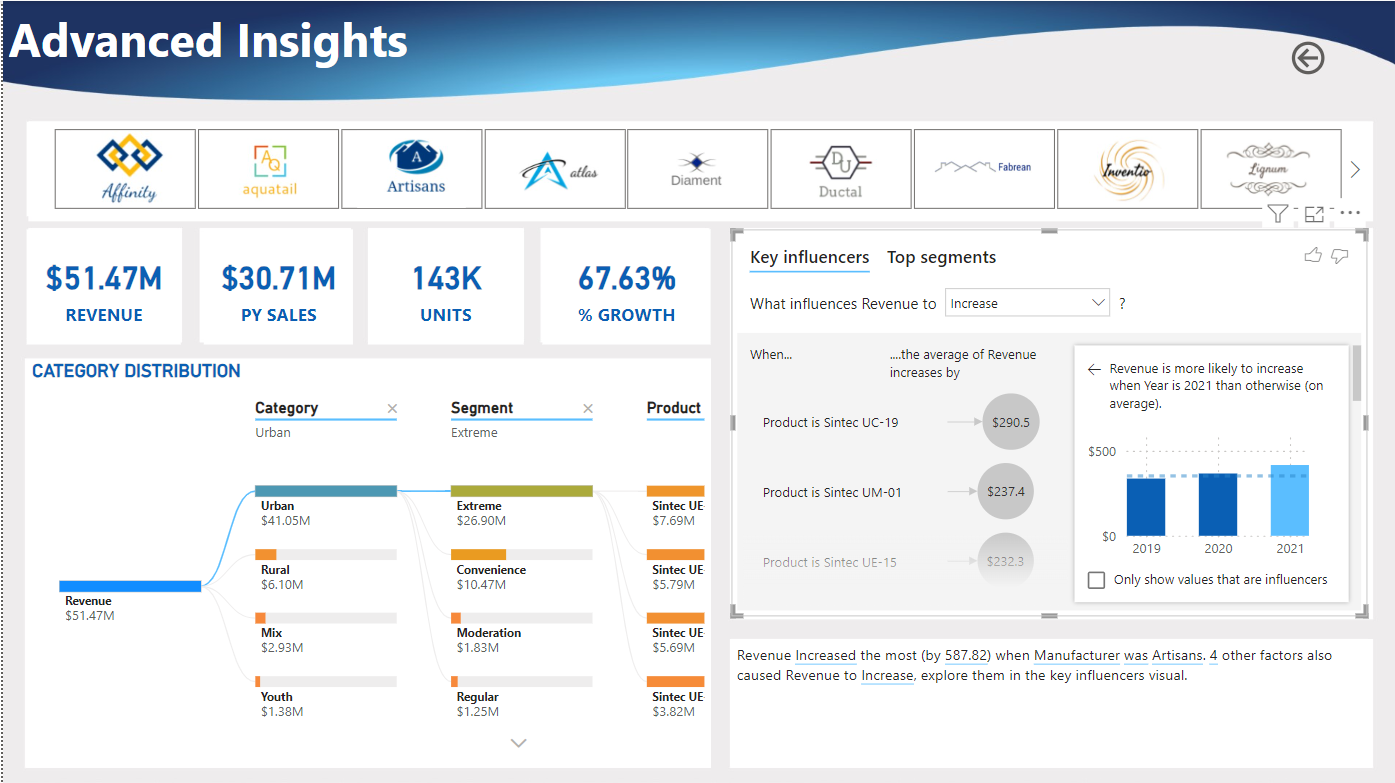 Advanced Insights
Affinity
AQ
aquatail
A
Artisans
atlas
Diament
DU
Ductal
Fabrean
Inventio
Lignum
$51.47M
REVENUE
$30.71M
PY SALES
143K
UNITS
67.63%
% GROWTH
CATEGORY DISTRIBUTION
Category
Urban
Segment
Extreme
Product
Revenue
$51.47M
Urban
$41.05M
Rural
$6.10M
Mix
$2.93M
Youth
$1.38M
Extreme
$26.90M
Convenience
$10.47M
Moderation
$1.83M
Regular
$1.25M
Sintec UE-
$7.69M
Sintec UE-
$5.79M
Sintec UE-
$5.69M
Sintec UE-
$3.82M
Key influencers Top segments
What influences Revenue to Increase ?
When...
....the average of Revenue
increases by
Product is Sintec UC-19 $290.5
Product is Sintec UM-01 $237.4
Product is Sintec UE-15 $232.3
Revenue is more likely to increase
when Year is 2021 than otherwise (on
average).
$500
$0
2019 2020 2021
Only show values that are influencers
Revenue Increased the most (by 587.82) when Manufacturer was Artisans. 4 other factors also
caused Revenue to Increase, explore them in the key influencers visual.